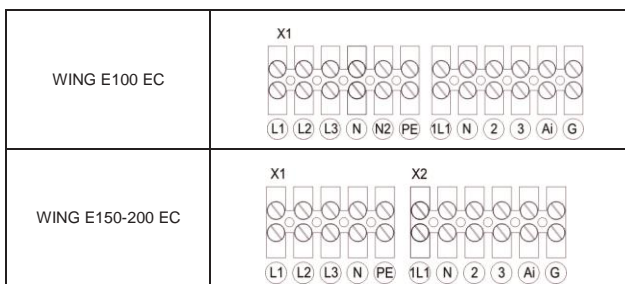 X1
WING E100 EC
L1 L2 L3 N N2 PE 1L1 N 2 3 Ai G
X1 X2
WING E150-200 EC
L1 L2 L3 N PE 1L1 N 2 3 Ai G